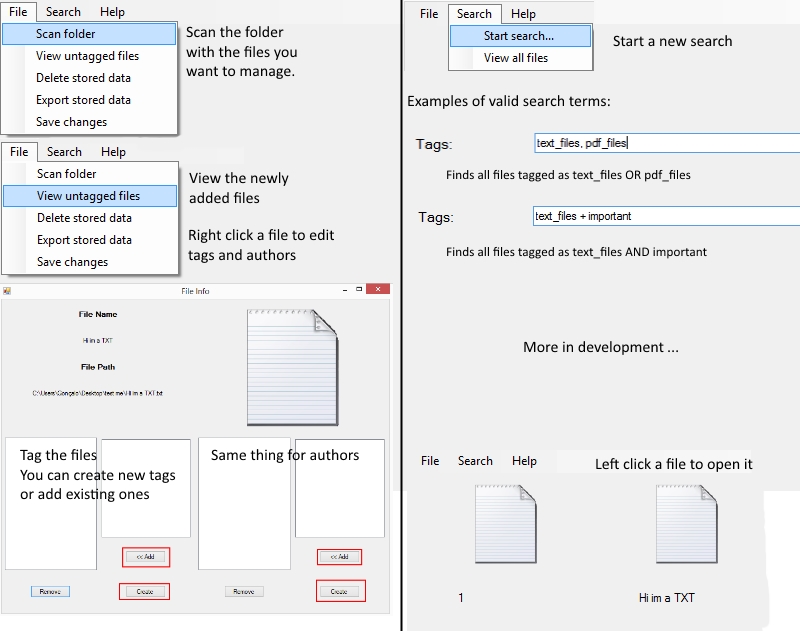 File Search Help
Scan folder
View untagged files
Delete stored data
Export stored data
Save changes
Scan the folder
with the files you
want to manage.
File Search Help
Scan folder
View untagged files
Delete stored data
Export stored data
Save changes
View the newly
added files
Right click a file to edit
tags and authors
File Info
File Name
Hi im a TXT
File Path
C:\Users\Gonçalo\Desktop\test me\Hi im a TXT.txt
Tag the files
You can create new tags
or add existing ones
Same thing for authors
<< Add
<< Add
Remove
Create
Remove
Create
File Search Help
Start search...
View all files
Start a new search
Examples of valid search terms:
Tags: text_files, pdf_files
Finds all files tagged as text_files OR pdf_files
Tags: text_files + important
Finds all files tagged as text_files AND important
More in development ...
File Search Help
Left click a file to open it
1
Hi im a TXT